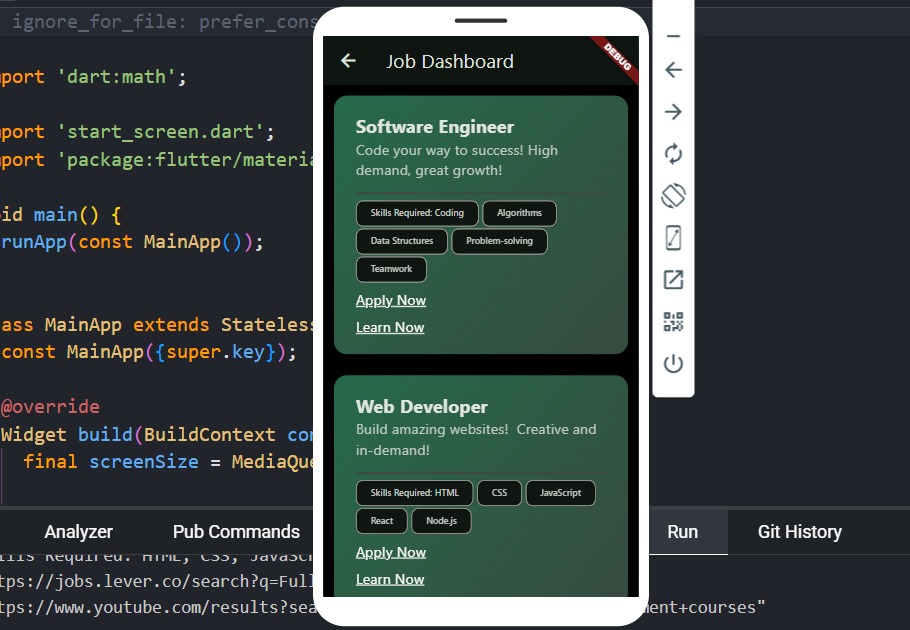 ignore_for_file: prefer_cons
port 'dart:math';
port 'start_screen.dart';
port 'package:flutter/materia
id main() {
runApp(const MainApp());
ass MainApp extends Stateless
const MainApp({super.key});
@override
Widget build(BuildContext con
final screenSize = MediaQue
Job Dashboard
DEBUG
Software Engineer
Code your way to success! High
demand, great growth!
Skills Required: Coding Algorithms
Data Structures Problem-solving
Teamwork
Apply Now
Learn Now
Web Developer
Build amazing websites!  Creative and
in-demand!
Skills Required: HTML CSS JavaScript
React Node.js
Apply Now
Learn Now
Analyzer Pub Commands Run Git History
lls Required: HTML, CSS, JavaScr
tps://jobs.lever.co/search?q=Full
tps://www.youtube.com/results?sea ment+courses"